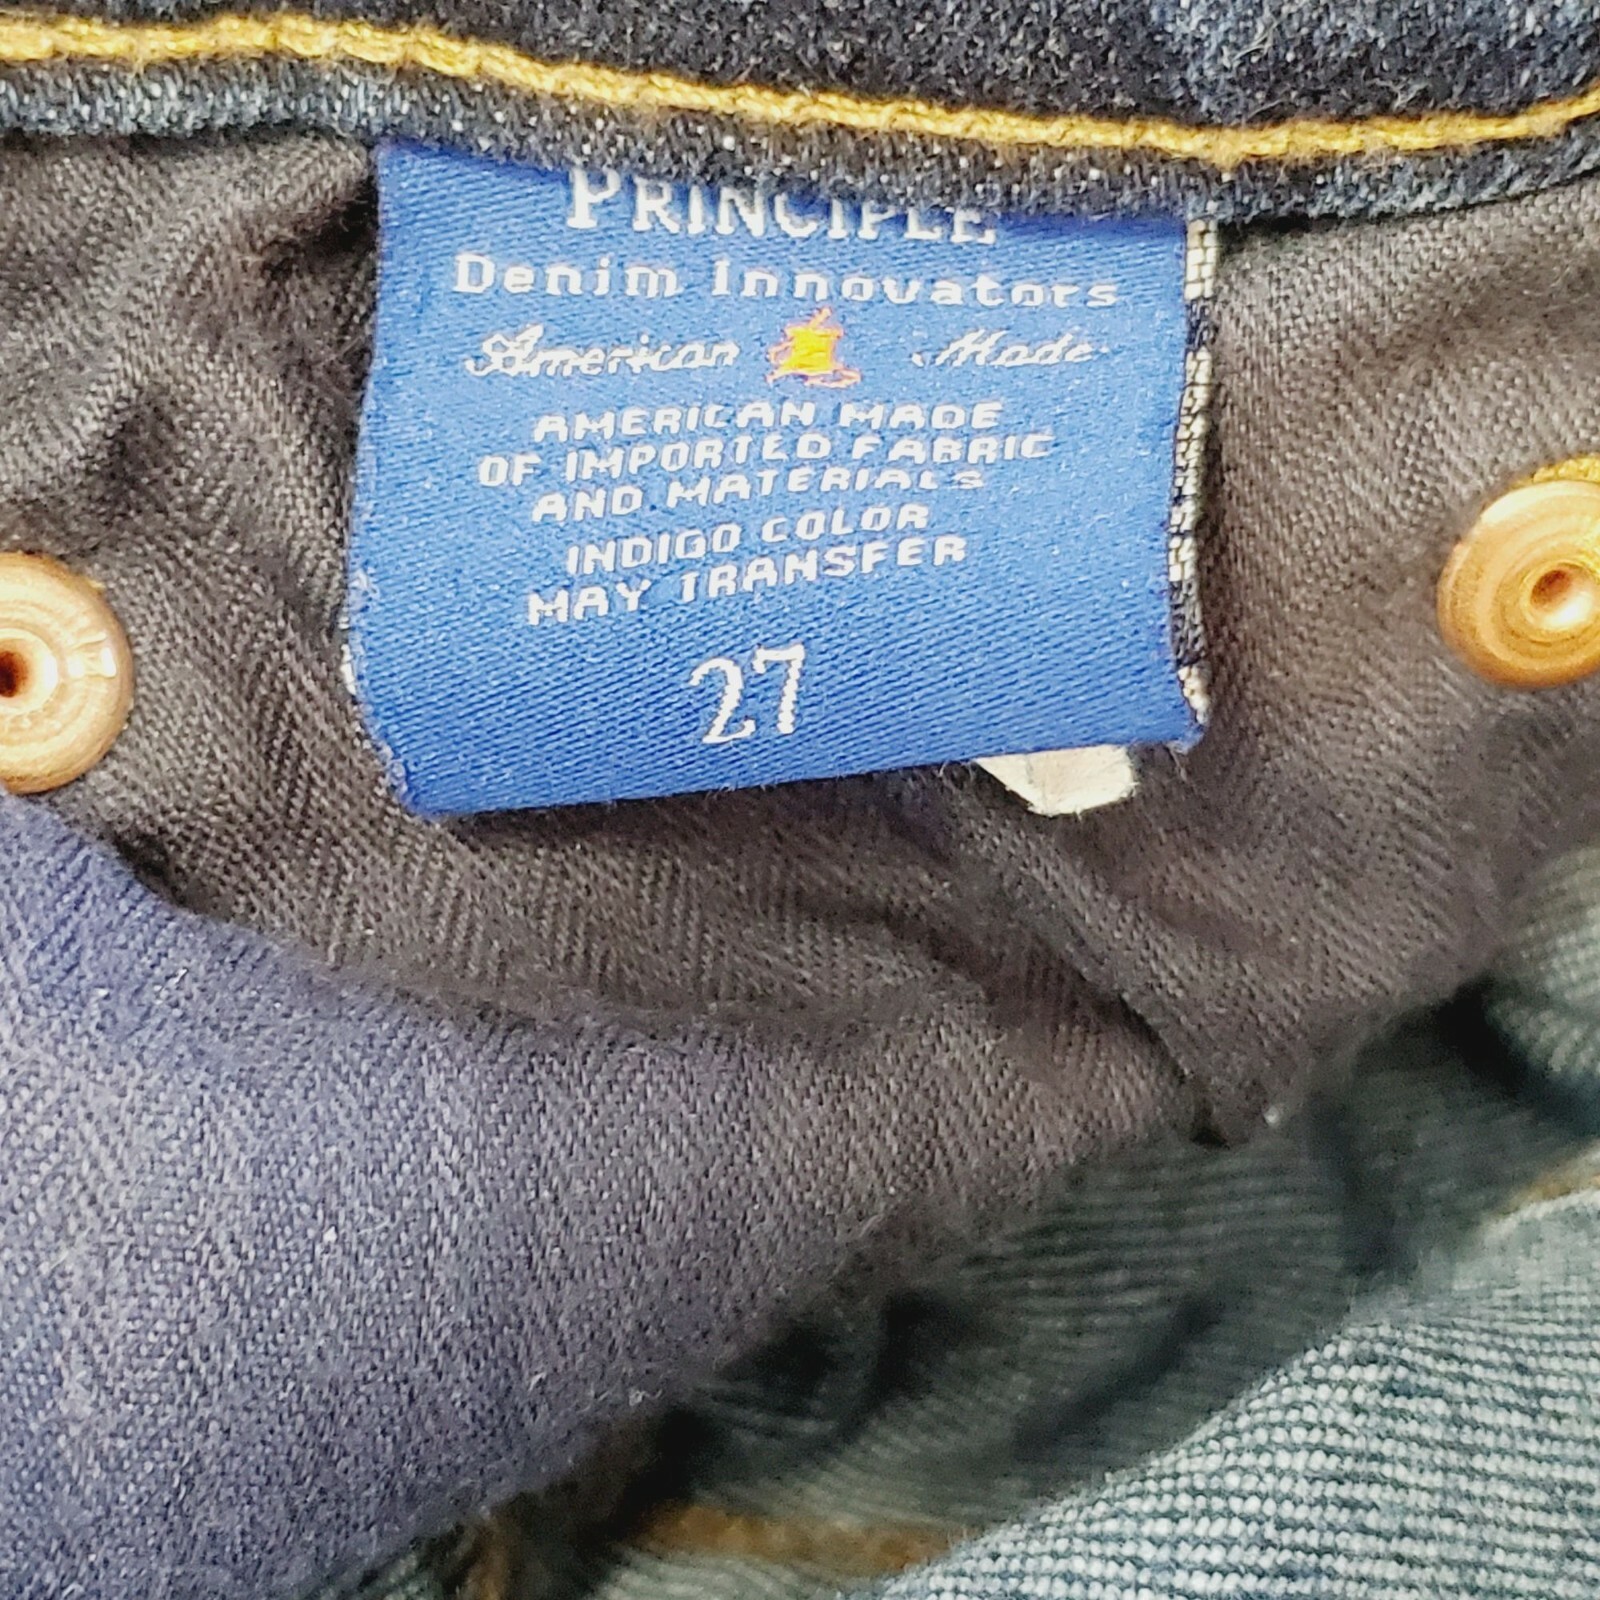 PRINCIPLE
Denim Innovators
American Made
AMERICAN MADE
OF IMPORTED FABRIC
AND MATERIALS
INDIGO COLOR
MAY TRANSFER
27